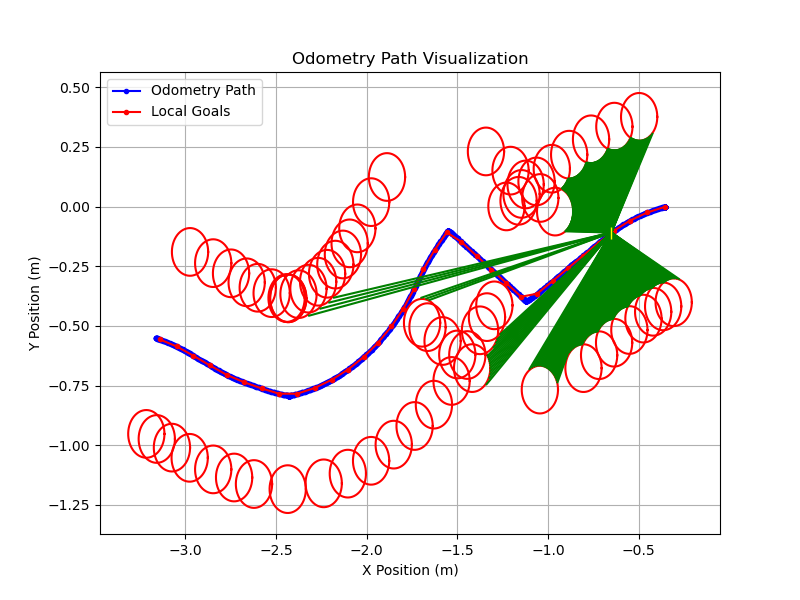 Odometry Path Visualization
Odometry Path
Local Goals
0.50
0.25
0.00
−0.25
−0.50
−0.75
−1.00
−1.25
Y Position (m)
−3.0 −2.5 −2.0 −1.5 −1.0 −0.5
X Position (m)